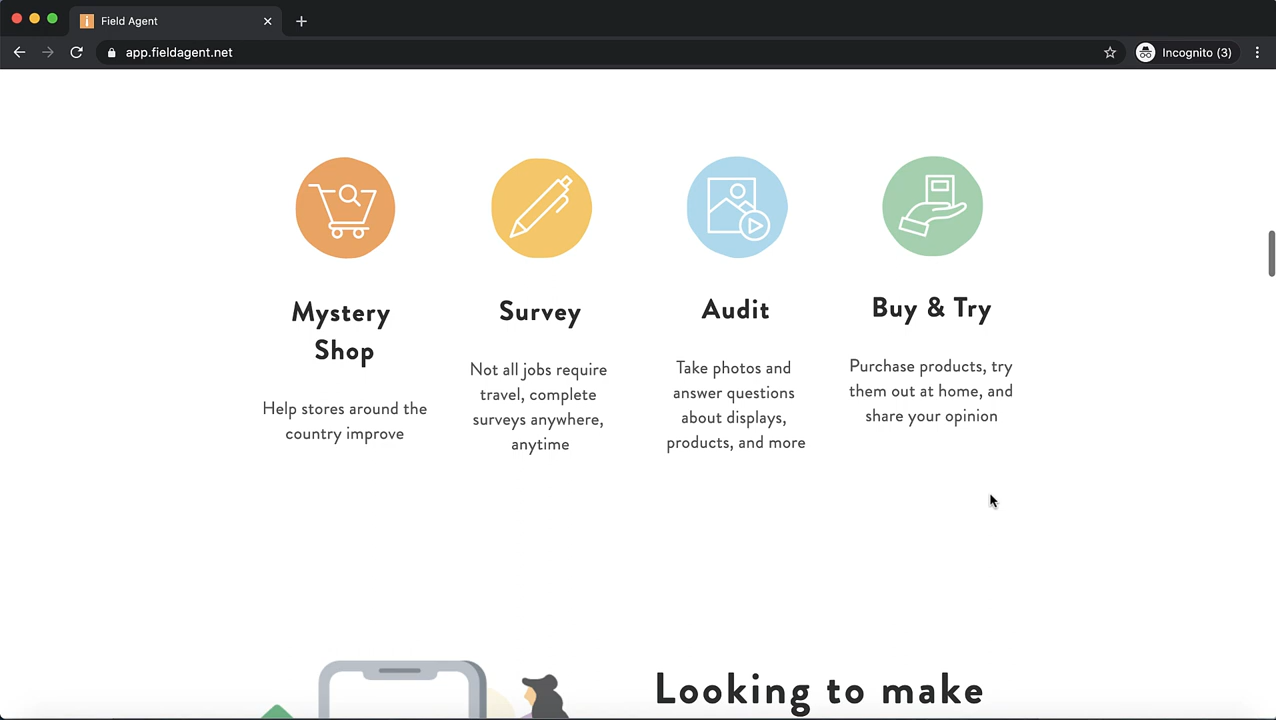 Field Agent
app.fieldagent.net
Incognito (3)
Mystery
Shop
Help stores around the
country improve
Survey
Not all jobs require
travel, complete
surveys anywhere,
anytime
Audit
Take photos and
answer questions
about displays,
products, and more
Buy & Try
Purchase products, try
them out at home, and
share your opinion
Looking to make